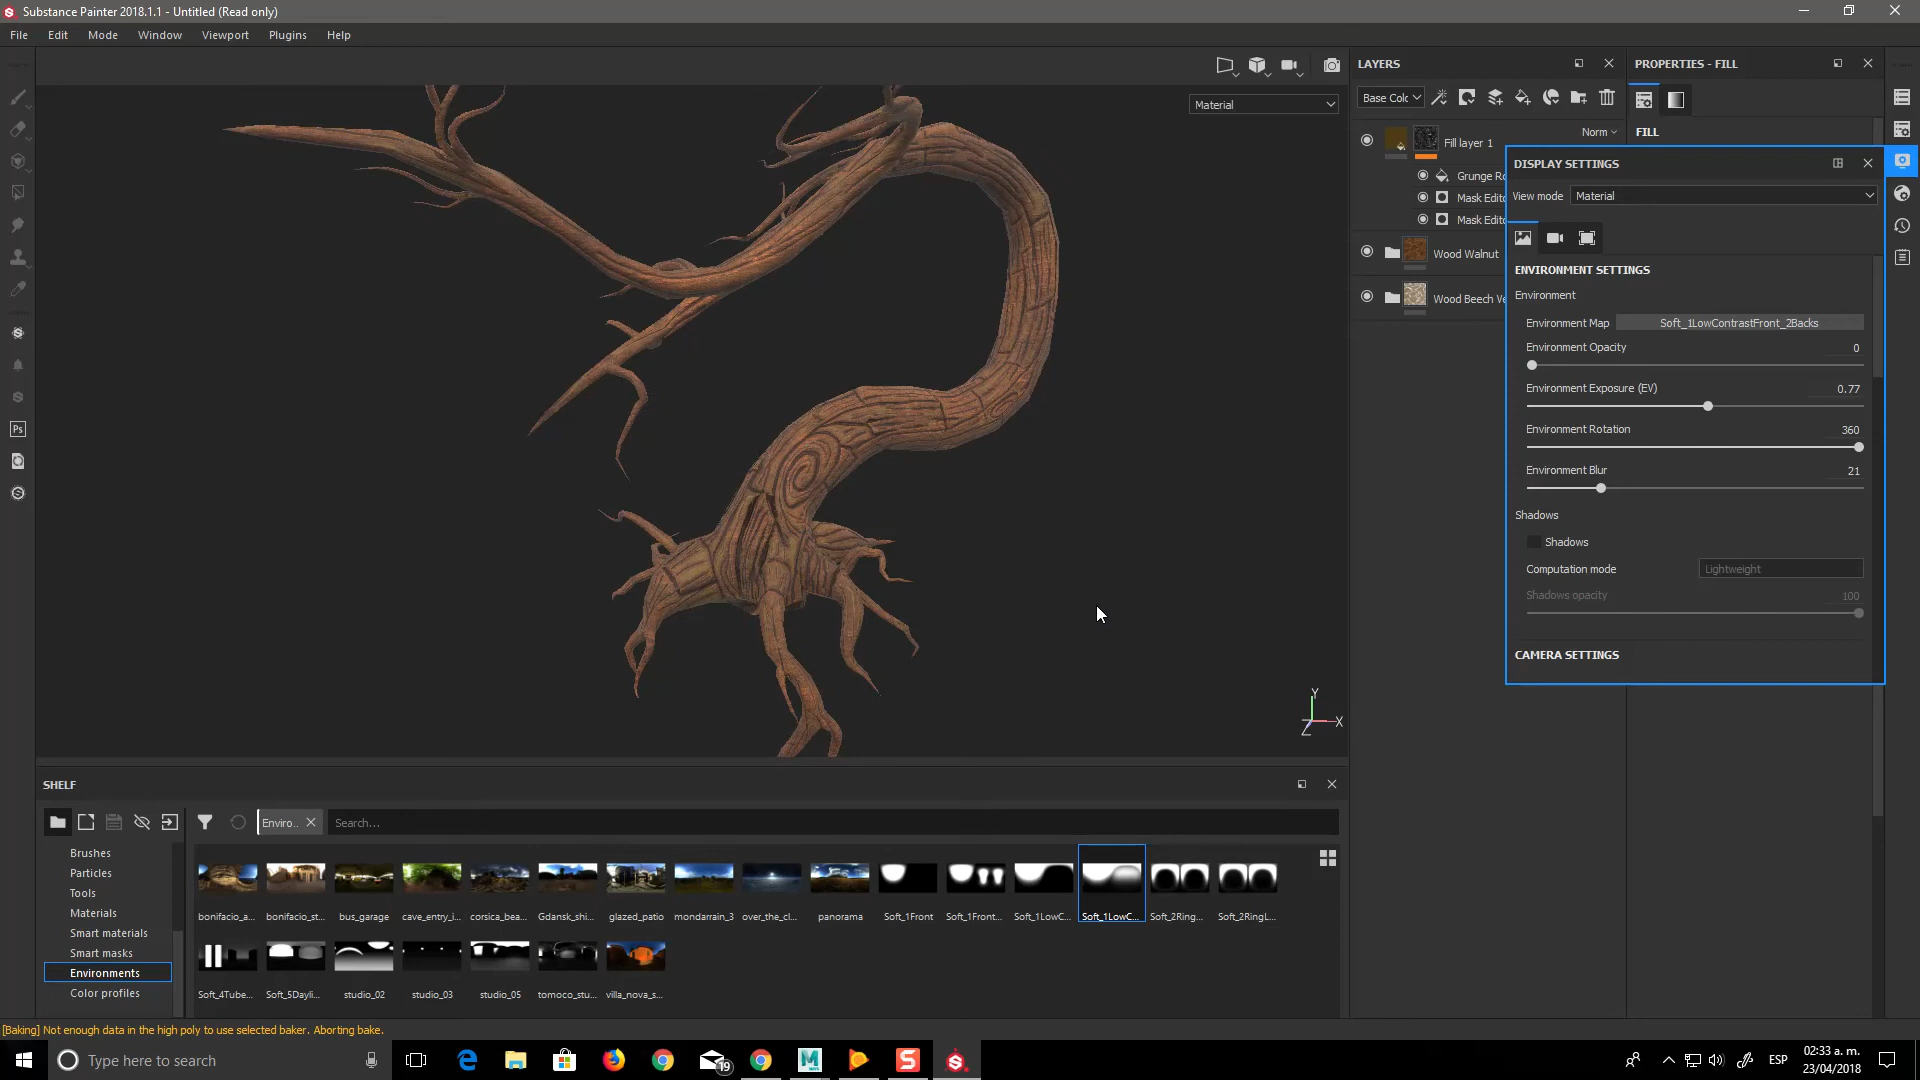 Substance Painter 2018.1.1 - Untitled (Read only)
File Edit Mode Window Viewport Plugins Help
Material
LAYERS
Base Colc
Norm
Fill layer 1
Grunge Ro
Mask Edito
Mask Edito
Wood Walnut
Wood Beech Ve
PROPERTIES - FILL
FILL
DISPLAY SETTINGS
View mode Material
ENVIRONMENT SETTINGS
Environment
Environment Map Soft_1LowContrastFront_2Backs
Environment Opacity 0
Environment Exposure (EV) 0.77
Environment Rotation 360
Environment Blur 21
Shadows
Shadows
Computation mode Lightweight
Shadows opacity 100
CAMERA SETTINGS
Y
X
Z
SHELF
Enviro.. Search...
Brushes
Particles
Tools
Materials
Smart materials
Smart masks
Environments
Color profiles
bonifacio_a... bonifacio_st... bus_garage cave_entry_i... corsica_bea... Gdansk_shi... glazed_patio mondarrain_3 over_the_cl... panorama Soft_1Front Soft_1Front... Soft_1LowC... Soft_1LowC... Soft_2Ring... Soft_2RingL...
Soft_4Tube... Soft_5Dayli... studio_02 studio_03 studio_05 tomoco_stu... villa_nova_s...
[Baking] Not enough data in the high poly to use selected baker. Aborting bake.
Type here to search
19
ESP
02:33 a. m.
23/04/2018
Ps